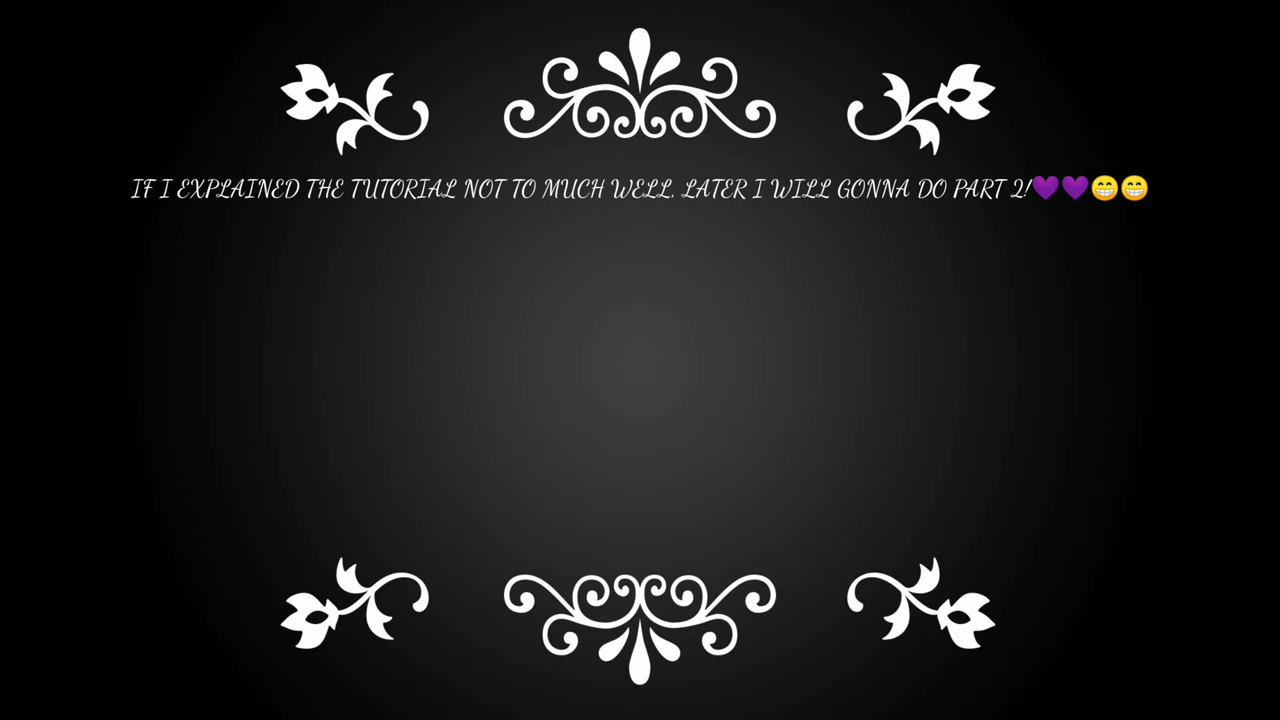 IF I EXPLAINED THE TUTORIAL NOT TO MUCH WELL, LATER I WILL GONNA DO PART 2!💜💜😁😁